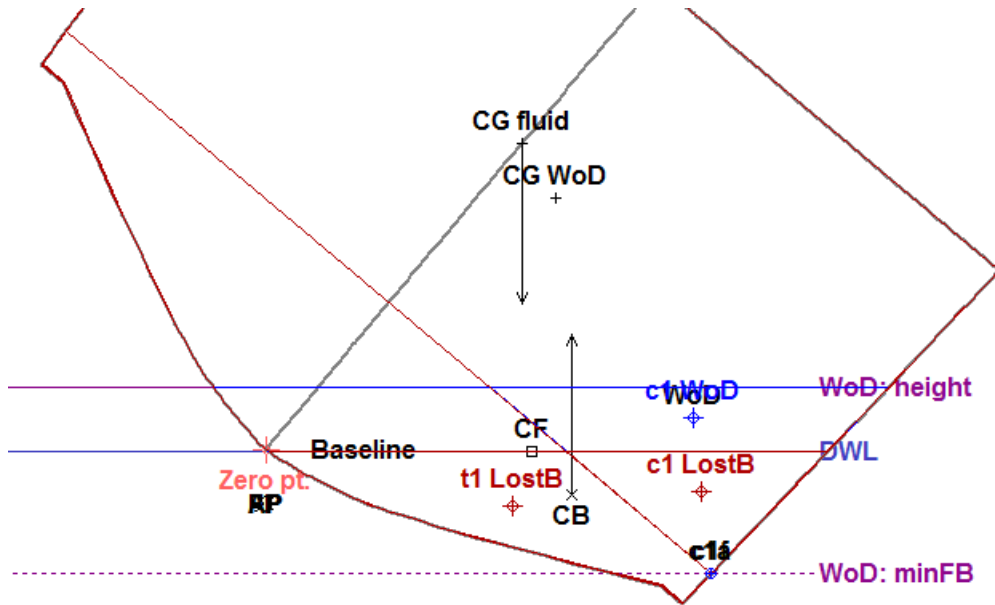 CG fluid
CG WoD
WoD: height
c1 WoD
WoD
CF
Baseline
DWL
c1 LostB
t1 LostB
Zero pt.
AP
CB
c1á
WoD: minFB